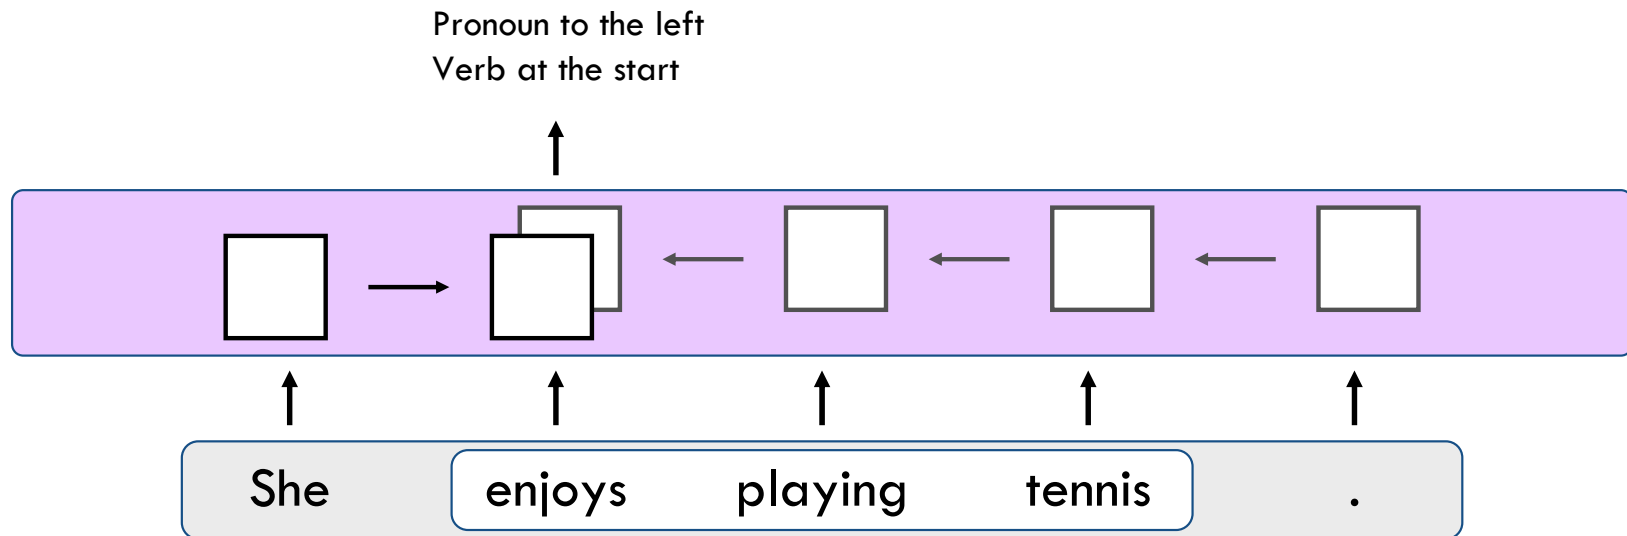 Pronoun to the left
Verb at the start
She enjoys playing tennis .